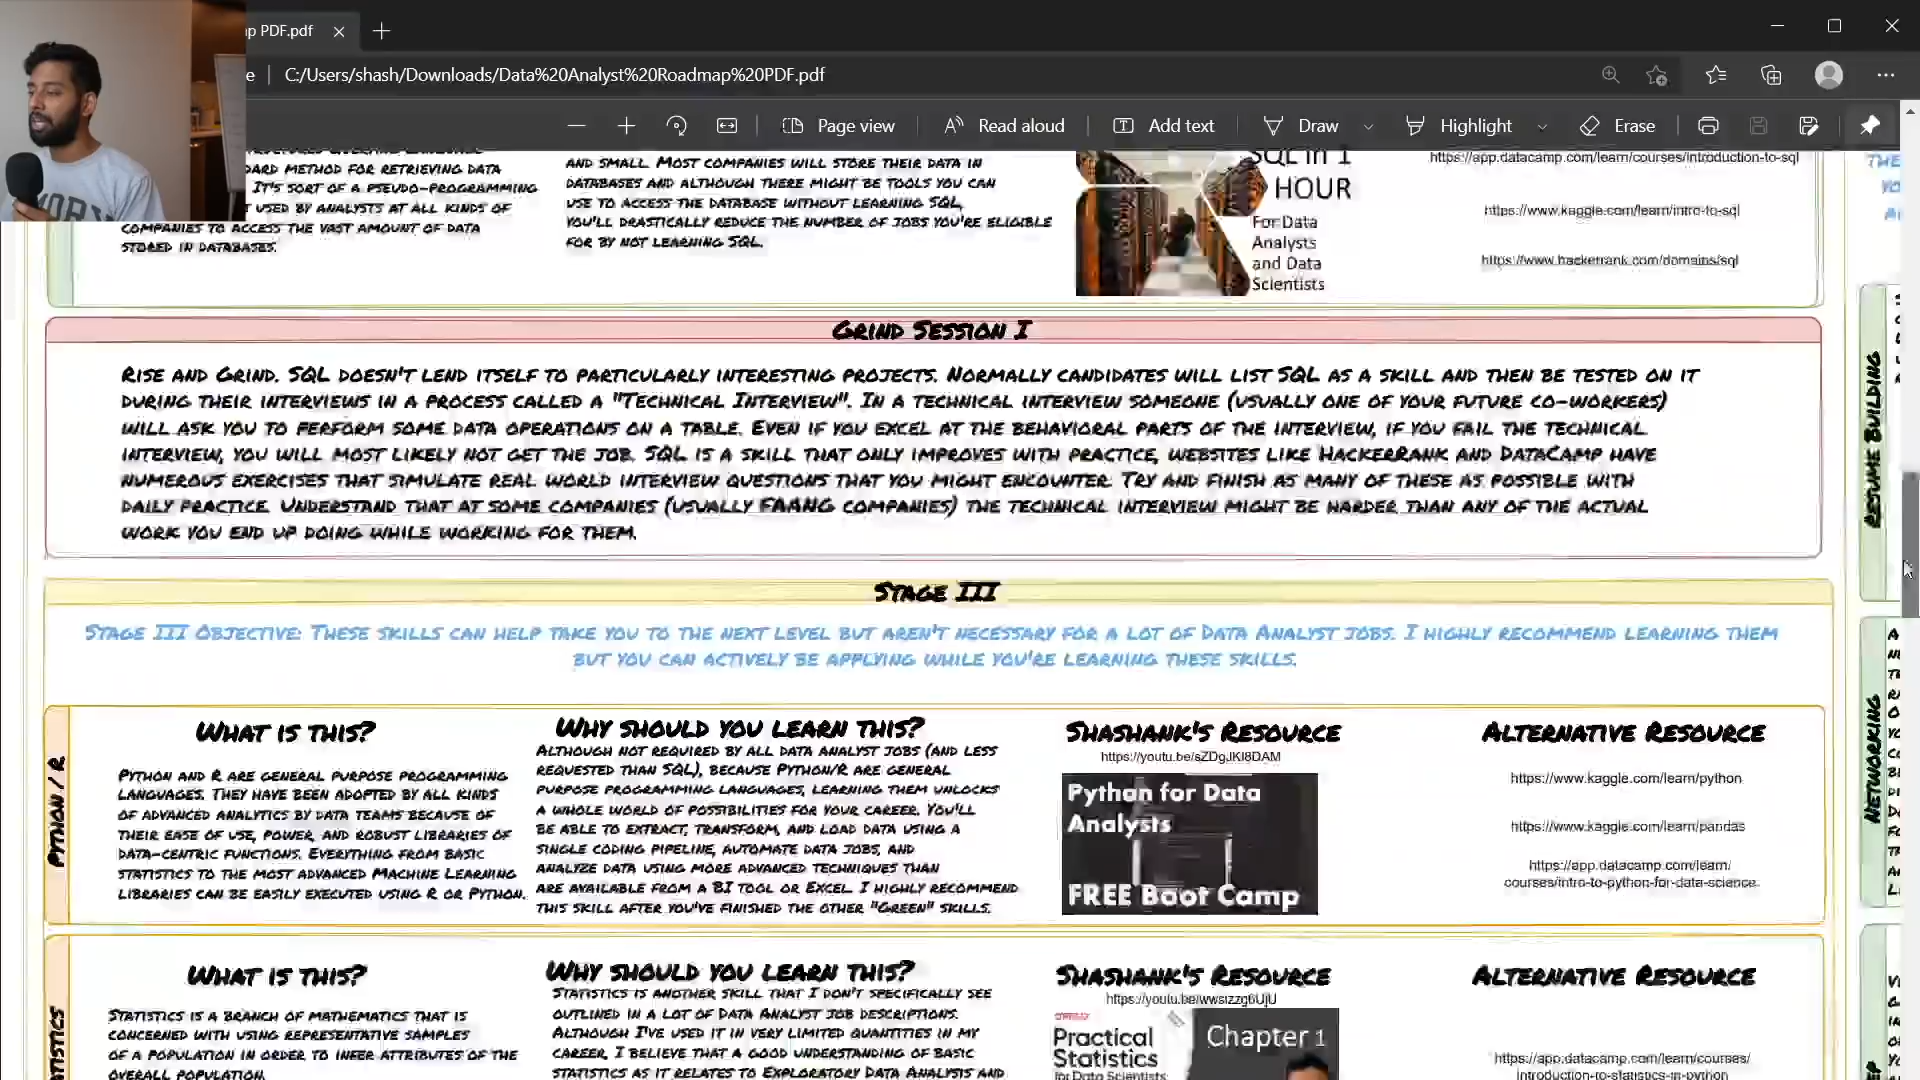 ap PDF.pdf
e
C:/Users/shash/Downloads/Data%20Analyst%20Roadmap%20PDF.pdf
Page view
Read aloud
Add text
Draw
Highlight
Erase
DARD METHOD FOR RETRIEVING DATA
IT'S SORT OF A PSEUDO-PROGRAMMING
USED BY ANALYSTS AT ALL KINDS OF
COMPANIES TO ACCESS THE VAST AMOUNT OF DATA
STORED IN DATABASES.
AND SMALL. MOST COMPANIES WILL STORE THEIR DATA IN
DATABASES AND ALTHOUGH THERE MIGHT BE TOOLS YOU CAN
USE TO ACCESS THE DATABASE WITHOUT LEARNING SQL,
YOU'LL DRASTICALLY REDUCE THE NUMBER OF JOBS YOU'RE ELIGIBLE
FOR BY NOT LEARNING SQL.
SQL in 1
HOUR
For Data
Analysts
and Data
Scientists
https://app.datacamp.com/learn/courses/introduction-to-sql
https://www.kaggle.com/learn/intro-to-sql
https://www.hackerrank.com/domains/sql
GRIND SESSION I
RISE AND GRIND. SQL DOESN'T LEND ITSELF TO PARTICULARLY INTERESTING PROJECTS. NORMALLY CANDIDATES WILL LIST SQL AS A SKILL AND THEN BE TESTED ON IT
DURING THEIR INTERVIEWS IN A PROCESS CALLED A "TECHNICAL INTERVIEW". IN A TECHNICAL INTERVIEW SOMEONE (USUALLY ONE OF YOUR FUTURE CO-WORKERS)
WILL ASK YOU TO PERFORM SOME DATA OPERATIONS ON A TABLE. EVEN IF YOU EXCEL AT THE BEHAVIORAL PARTS OF THE INTERVIEW, IF YOU FAIL THE TECHNICAL
INTERVIEW, YOU WILL MOST LIKELY NOT GET THE JOB. SQL IS A SKILL THAT ONLY IMPROVES WITH PRACTICE, WEBSITES LIKE HACKERRANK AND DATACAMP HAVE
NUMEROUS EXERCISES THAT SIMULATE REAL WORLD INTERVIEW QUESTIONS THAT YOU MIGHT ENCOUNTER. TRY AND FINISH AS MANY OF THESE AS POSSIBLE WITH
DAILY PRACTICE. UNDERSTAND THAT AT SOME COMPANIES (USUALLY FAANG COMPANIES) THE TECHNICAL INTERVIEW MIGHT BE HARDER THAN ANY OF THE ACTUAL
WORK YOU END UP DOING WHILE WORKING FOR THEM.
STAGE III
STAGE III OBJECTIVE: THESE SKILLS CAN HELP TAKE YOU TO THE NEXT LEVEL BUT AREN'T NECESSARY FOR A LOT OF DATA ANALYST JOBS. I HIGHLY RECOMMEND LEARNING THEM
BUT YOU CAN ACTIVELY BE APPLYING WHILE YOU'RE LEARNING THESE SKILLS.
PYTHON / R
WHAT IS THIS?
PYTHON AND R ARE GENERAL PURPOSE PROGRAMMING
LANGUAGES. THEY HAVE BEEN ADOPTED BY ALL KINDS
OF ADVANCED ANALYTICS BY DATA TEAMS BECAUSE OF
THEIR EASE OF USE, POWER, AND ROBUST LIBRARIES OF
DATA-CENTRIC FUNCTIONS. EVERYTHING FROM BASIC
STATISTICS TO THE MOST ADVANCED MACHINE LEARNING
LIBRARIES CAN BE EASILY EXECUTED USING R OR PYTHON.
WHY SHOULD YOU LEARN THIS?
ALTHOUGH NOT REQUIRED BY ALL DATA ANALYST JOBS (AND LESS
REQUESTED THAN SQL), BECAUSE PYTHON/R ARE GENERAL
PURPOSE PROGRAMMING LANGUAGES, LEARNING THEM UNLOCKS
A WHOLE WORLD OF POSSIBILITIES FOR YOUR CAREER. YOU'LL
BE ABLE TO EXTRACT, TRANSFORM, AND LOAD DATA USING A
SINGLE CODING PIPELINE, AUTOMATE DATA JOBS, AND
ANALYZE DATA USING MORE ADVANCED TECHNIQUES THAN
ARE AVAILABLE FROM A BI TOOL OR EXCEL. I HIGHLY RECOMMEND
THIS SKILL AFTER YOU'VE FINISHED THE OTHER "GREEN" SKILLS.
SHASHANK'S RESOURCE
https://youtu.be/sZDgJKI8DAM
Python for Data
Analysts
FREE Boot Camp
ALTERNATIVE RESOURCE
https://www.kaggle.com/learn/python
https://www.kaggle.com/learn/pandas
https://app.datacamp.com/learn/
courses/intro-to-python-for-data-science
WHAT IS THIS?
STATISTICS IS A BRANCH OF MATHEMATICS THAT IS
CONCERNED WITH USING REPRESENTATIVE SAMPLES
OF A POPULATION IN ORDER TO INFER ATTRIBUTES OF THE
OVERALL POPULATION.
WHY SHOULD YOU LEARN THIS?
STATISTICS IS ANOTHER SKILL THAT I DON'T SPECIFICALLY SEE
OUTLINED IN A LOT OF DATA ANALYST JOB DESCRIPTIONS.
ALTHOUGH I'VE USED IT IN VERY LIMITED QUANTITIES IN MY
CAREER, I BELIEVE THAT A GOOD UNDERSTANDING OF BASIC
STATISTICS AS IT RELATES TO EXPLORATORY DATA ANALYSIS AND
SHASHANK'S RESOURCE
https://youtu.be/wwsizzg6UjU
Practical
Statistics
for Data Scientists
Chapter 1
ALTERNATIVE RESOURCE
https://app.datacamp.com/learn/courses/
introduction-to-statistics-in-python
RESUME BUILDING
NETWORKING